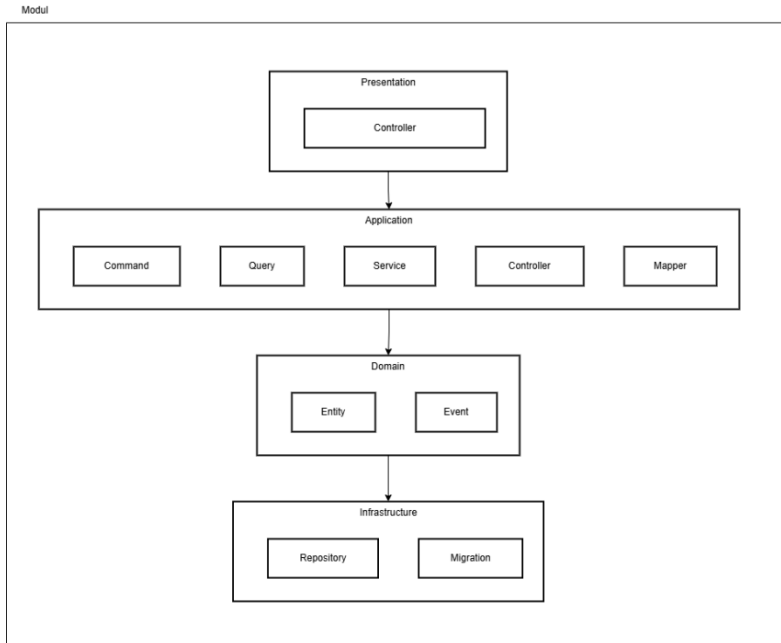 Modul
Presentation
Controller
Application
Command
Query
Service
Controller
Mapper
Domain
Entity
Event
Infrastructure
Repository
Migration